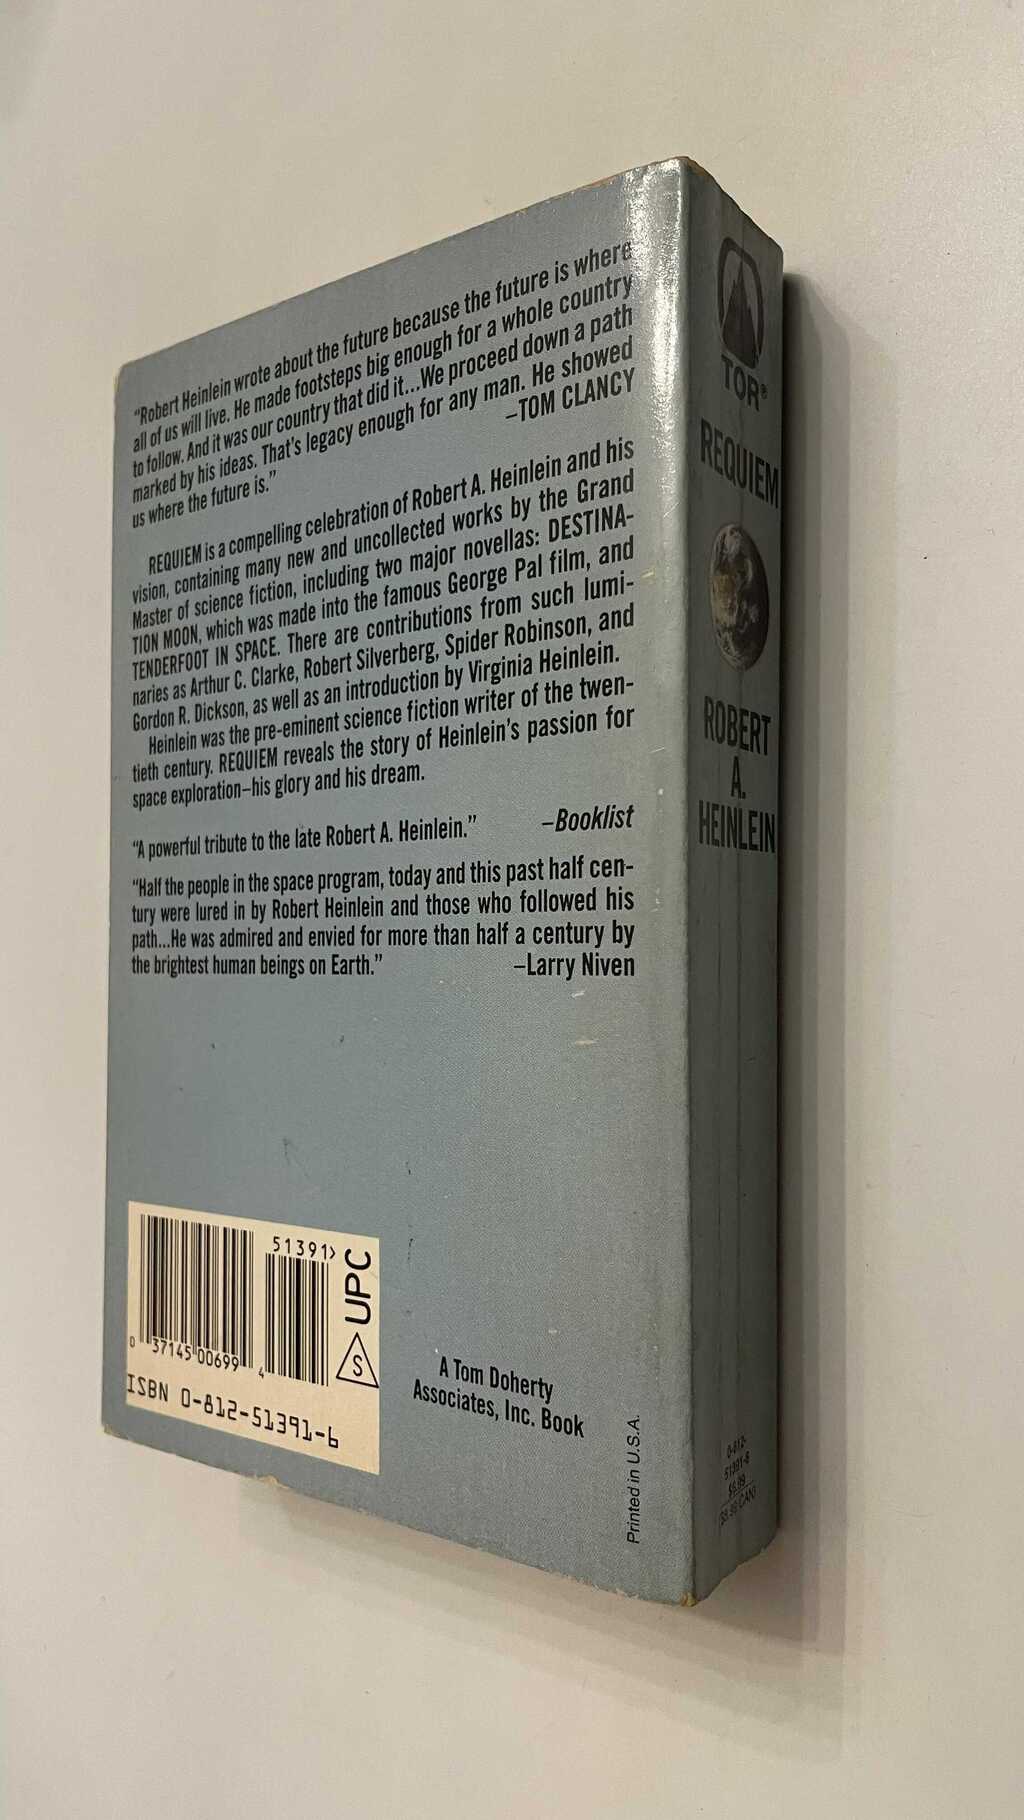 “Robert Heinlein wrote about the future because the future is where
all of us will live. He made footsteps big enough for a whole country
to follow. And it was our country that did it...We proceed down a path
marked by his ideas. That’s legacy enough for any man. He showed
us where the future is.”
–TOM CLANCY
REQUIEM is a compelling celebration of Robert A. Heinlein and his
vision, containing many new and uncollected works by the Grand
Master of science fiction, including two major novellas: DESTINA-
TION MOON, which was made into the famous George Pal film, and
TENDERFOOT IN SPACE. There are contributions from such lumi-
naries as Arthur C. Clarke, Robert Silverberg, Spider Robinson, and
Gordon R. Dickson, as well as an introduction by Virginia Heinlein.
Heinlein was the pre-eminent science fiction writer of the twen-
tieth century. REQUIEM reveals the story of Heinlein’s passion for
space exploration–his glory and his dream.
“A powerful tribute to the late Robert A. Heinlein.” –Booklist
“Half the people in the space program, today and this past half cen-
tury were lured in by Robert Heinlein and those who followed his
path...He was admired and envied for more than half a century by
the brightest human beings on Earth.” –Larry Niven
51391>
UPC
S
0 37145 00699 4
ISBN 0-812-51391-6
A Tom Doherty
Associates, Inc. Book
Printed in U.S.A.
TOR®
REQUIEM
ROBERT
A.
HEINLEIN
0-812-
51391-6
$5.99